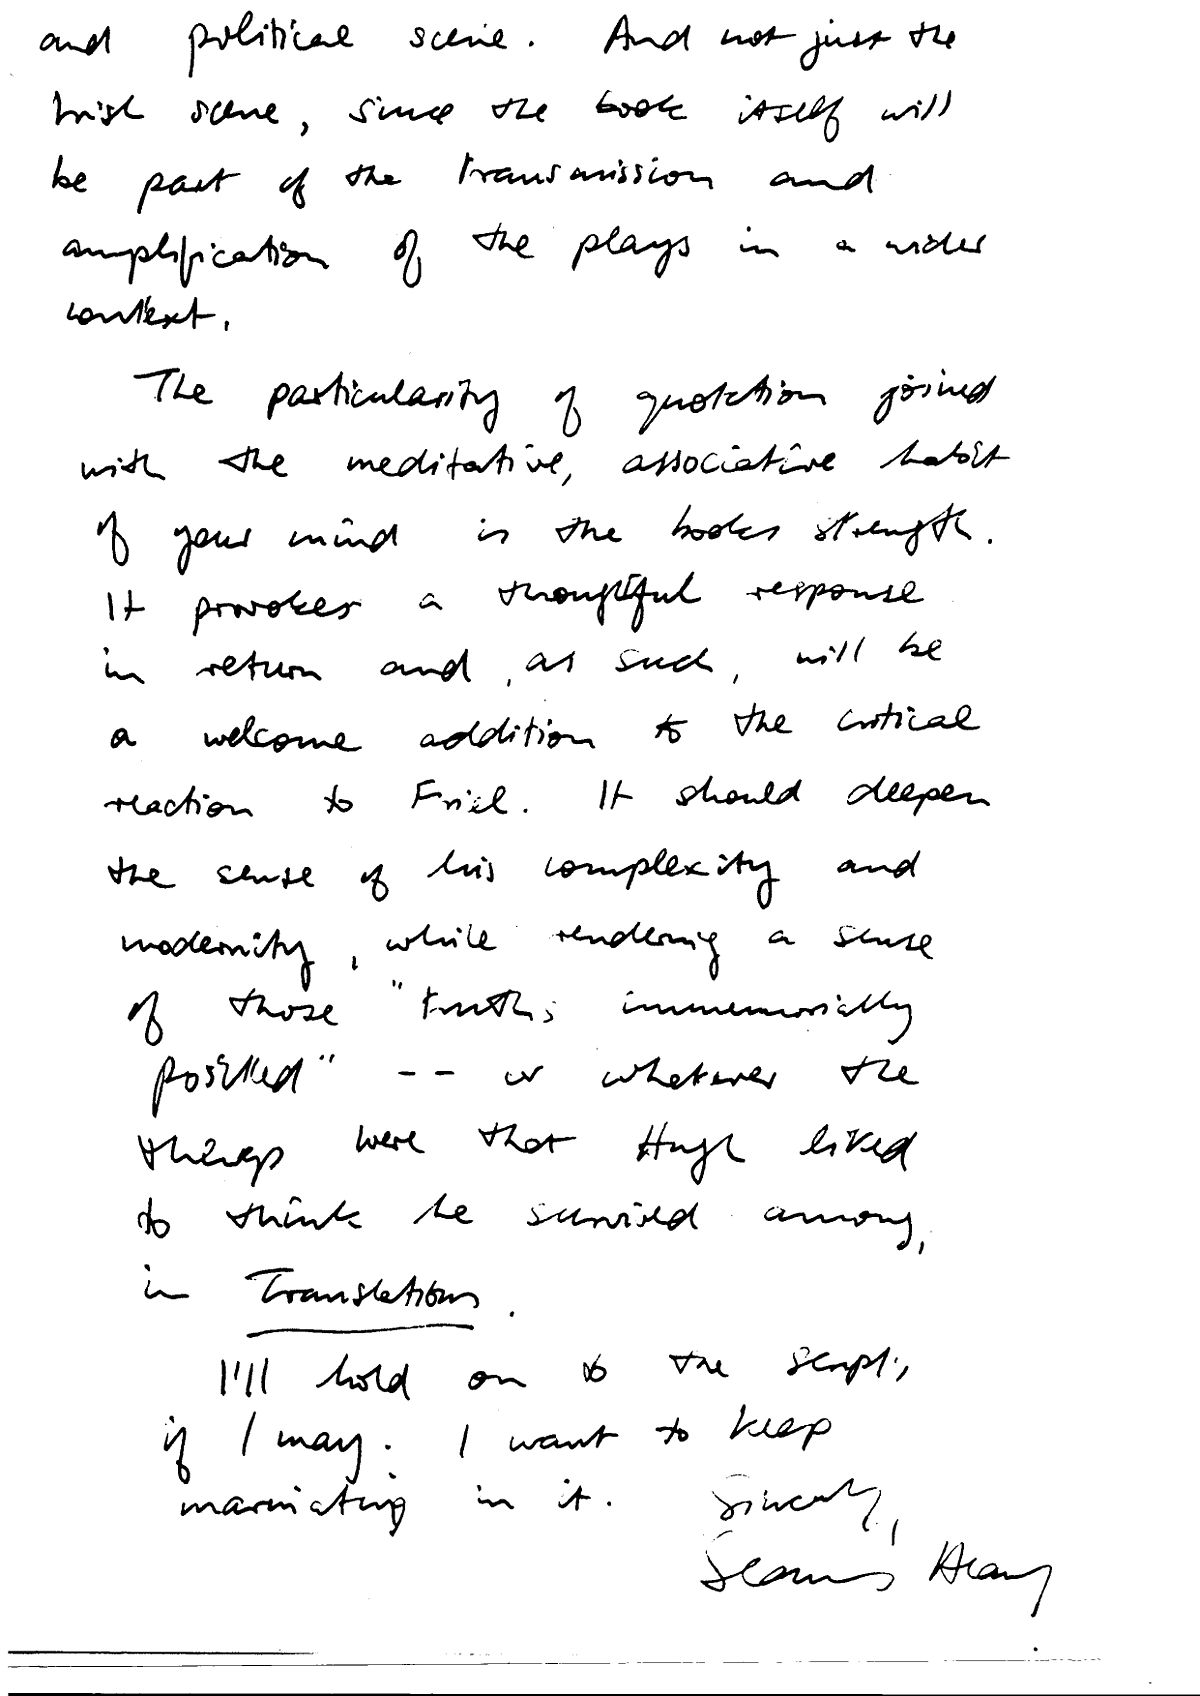 and political scene. And not just the
Irish scene, since the book itself will
be part of the transmission and
amplification of the plays in a wider
context.
The particularity of quotation joined
with the meditative, associative habit
of your mind is the books strength.
It provokes a thoughtful response
in return and, as such, will be
a welcome addition to the critical
reaction to Friel. It should deepen
the sense of his complexity and
modernity, while rendering a sense
of those "truths immemorially
posited" -- or whatever the
things were that Hugh liked
to think he survived among,
in Translations.
I'll hold on to the script,
if I may. I want to keep
marinating in it. Sincerely,
Seamus Heaney